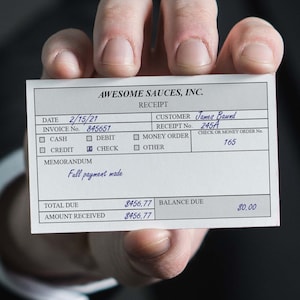 AWESOME SAUCES, INC.
RECEIPT
DATE 2/15/21 CUSTOMER James Bound
INVOICE No. 845651 RECEIPT No. 245A
CASH DEBIT MONEY ORDER CHECK OR MONEY ORDER No.
CREDIT CHECK OTHER 165
MEMORANDUM
Full payment made
TOTAL DUE $456.77 BALANCE DUE
AMOUNT RECEIVED $456.77 $0.00